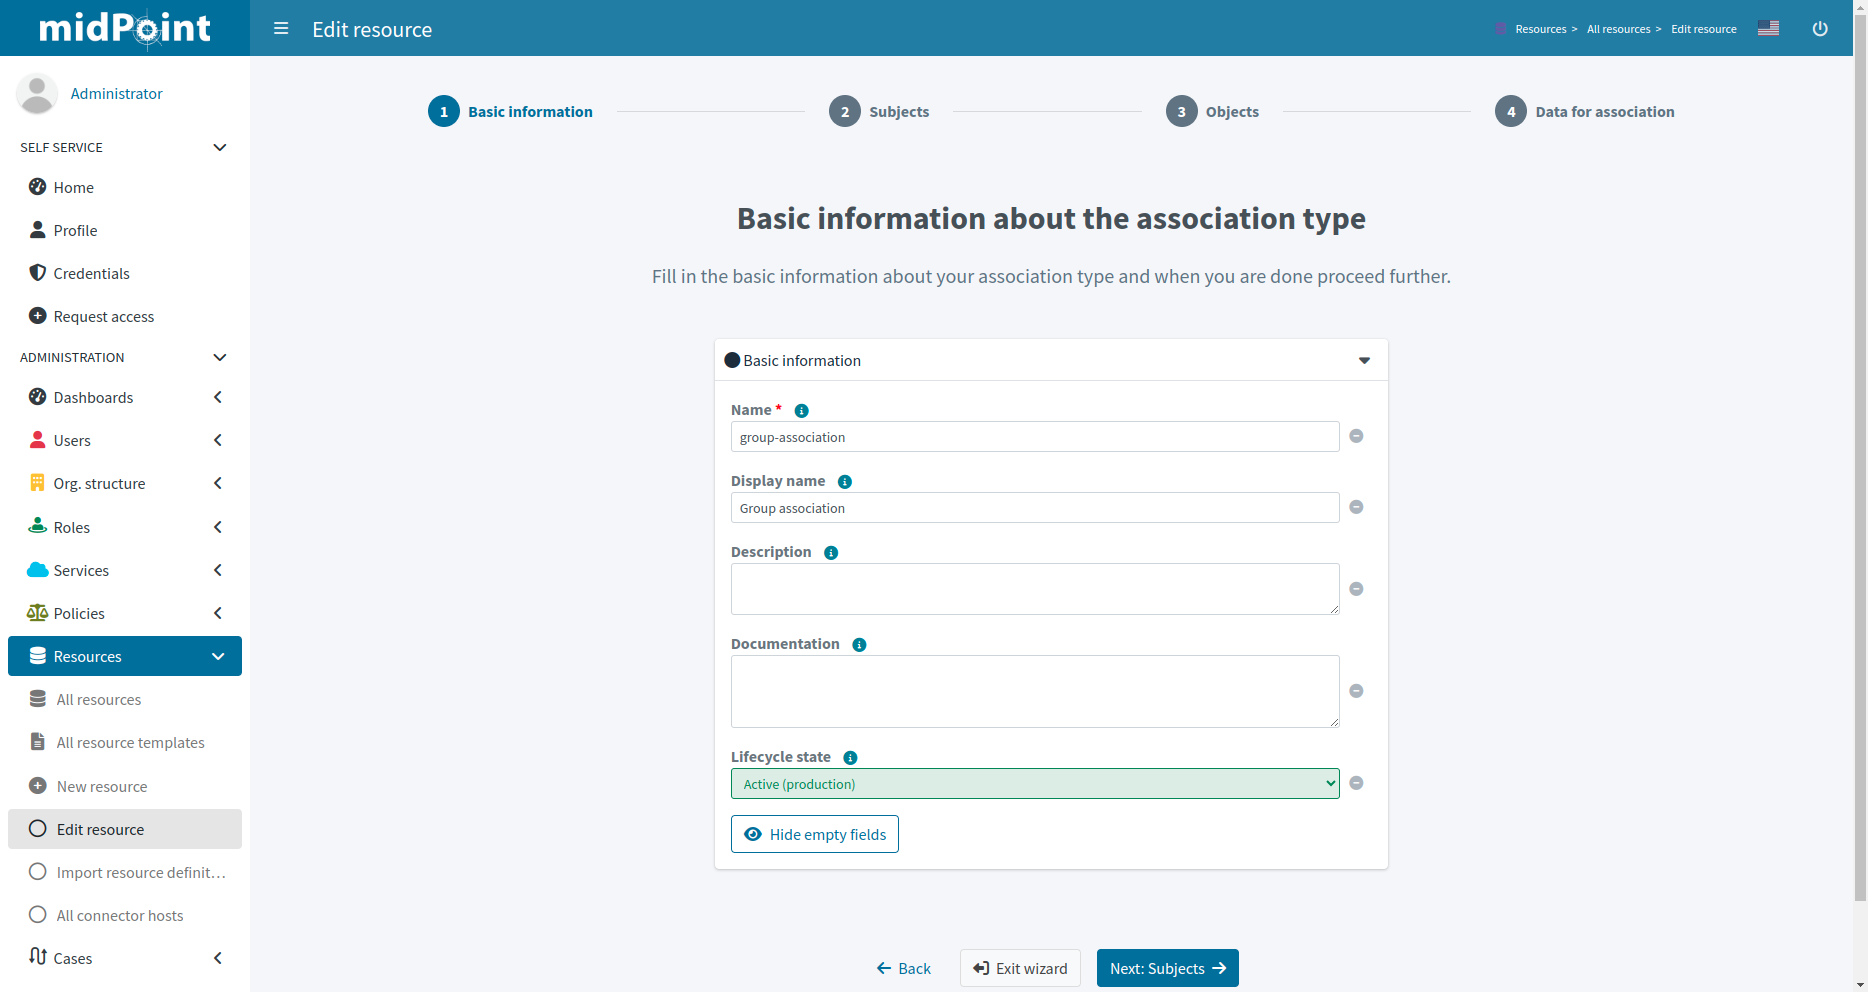 midPoint
Edit resource
Resources >
All resources >
Edit resource
Administrator
SELF SERVICE
Home
Profile
Credentials
Request access
ADMINISTRATION
Dashboards
Users
Org. structure
Roles
Services
Policies
Resources
All resources
All resource templates
New resource
Edit resource
Import resource definit...
All connector hosts
Cases
1 Basic information
2 Subjects
3 Objects
4 Data for association
Basic information about the association type
Fill in the basic information about your association type and when you are done proceed further.
Basic information
Name *
group-association
Display name
Group association
Description
Documentation
Lifecycle state
Active (production)
Hide empty fields
Back
Exit wizard
Next: Subjects